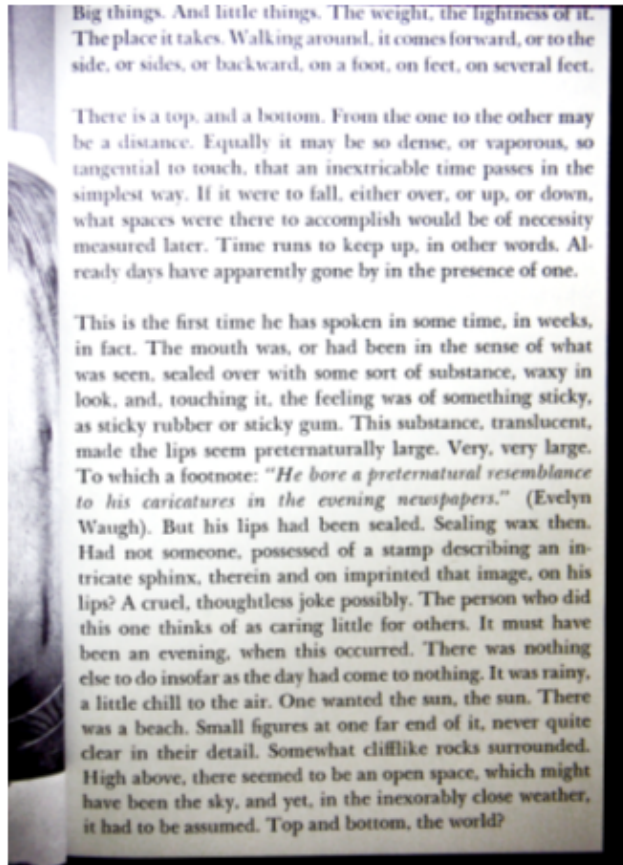 Big things. And little things. The weight, the lightness of it.
The place it takes. Walking around, it comes forward, or to the
side, or sides, or backward, on a foot, on feet, on several feet.
There is a top, and a bottom. From the one to the other may
be a distance. Equally it may be so dense, or vaporous, so
tangential to touch, that an inextricable time passes in the
simplest way. If it were to fall, either over, or up, or down,
what spaces were there to accomplish would be of necessity
measured later. Time runs to keep up, in other words. Al-
ready days have apparently gone by in the presence of one.
This is the first time he has spoken in some time, in weeks,
in fact. The mouth was, or had been in the sense of what
was seen, sealed over with some sort of substance, waxy in
look, and, touching it, the feeling was of something sticky,
as sticky rubber or sticky gum. This substance, translucent,
made the lips seem preternaturally large. Very, very large.
To which a footnote: "He bore a preternatural resemblance
to his caricatures in the evening newspapers." (Evelyn
Waugh). But his lips had been sealed. Sealing wax then.
Had not someone, possessed of a stamp describing an in-
tricate sphinx, therein and on imprinted that image, on his
lips? A cruel, thoughtless joke possibly. The person who did
this one thinks of as caring little for others. It must have
been an evening, when this occurred. There was nothing
else to do insofar as the day had come to nothing. It was rainy,
a little chill to the air. One wanted the sun, the sun. There
was a beach. Small figures at one far end of it, never quite
clear in their detail. Somewhat clifflike rocks surrounded.
High above, there seemed to be an open space, which might
have been the sky, and yet, in the inexorably close weather,
it had to be assumed. Top and bottom, the world?